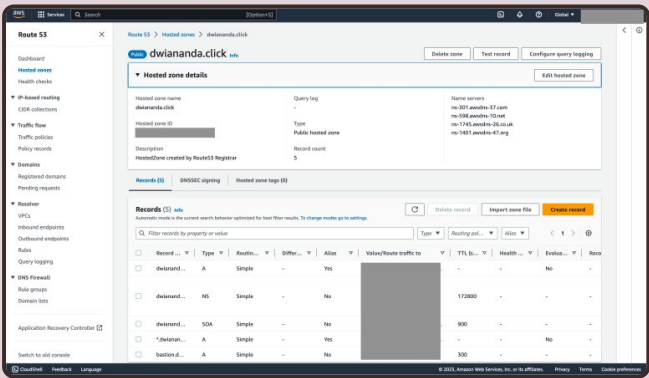 aws Services Search [Option+S] Global
Route 53
Dashboard
Hosted zones
Health checks
IP-based routing
CIDR collections
Traffic flow
Traffic policies
Policy records
Domains
Registered domains
Pending requests
Resolver
VPCs
Inbound endpoints
Outbound endpoints
Rules
Query logging
DNS Firewall
Rule groups
Domain lists
Application Recovery Controller
Switch to old console
Route 53 > Hosted zones > dwiananda.click
Public dwiananda.click Info Delete zone Test record Configure query logging
Hosted zone details Edit hosted zone
Hosted zone name
dwiananda.click
Hosted zone ID
Description
HostedZone created by Route53 Registrar
Query log
-
Type
Public hosted zone
Record count
5
Name servers
ns-301.awsdns-37.com
ns-598.awsdns-10.net
ns-1745.awsdns-26.co.uk
ns-1401.awsdns-47.org
Records (5) DNSSEC signing Hosted zone tags (0)
Records (5) Info Delete record Import zone file Create record
Automatic mode is the current search behavior optimized for best filter results. To change modes go to settings.
Filter records by property or value Type Routing pol... Alias < 1 >
Record ... Type Routin... Differ... Alias Value/Route traffic to TTL (s... Health ... Evalua... Reco
dwianand... A Simple - Yes - - No -
dwianand... NS Simple - No 172800 - - -
dwianand... SOA Simple - No 900 - - -
*.dwianan... A Simple - Yes - - No -
bastion.d... A Simple - No 300 - - -
CloudShell Feedback Language © 2023, Amazon Web Services, Inc. or its affiliates. Privacy Terms Cookie preferences